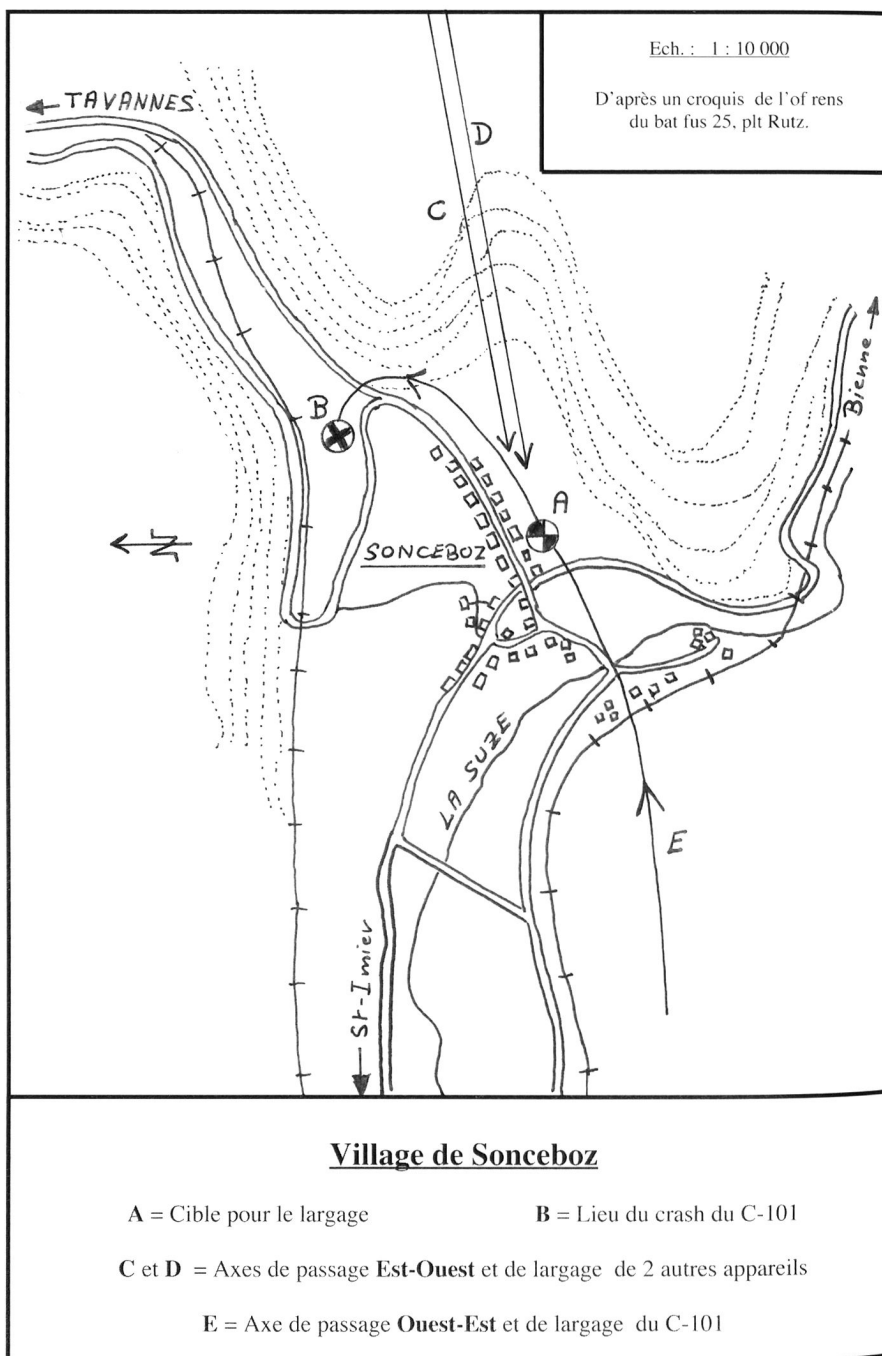 Ech. : 1 : 10 000
D'après un croquis de l'of rens
du bat fus 25, plt Rutz.
TAVANNES
D
C
Bienne
B
A
N
SONCEBOZ
LA SUZE
E
St-Imier
Village de Sonceboz
A = Cible pour le largage B = Lieu du crash du C-101
C et D = Axes de passage Est-Ouest et de largage de 2 autres appareils
E = Axe de passage Ouest-Est et de largage du C-101